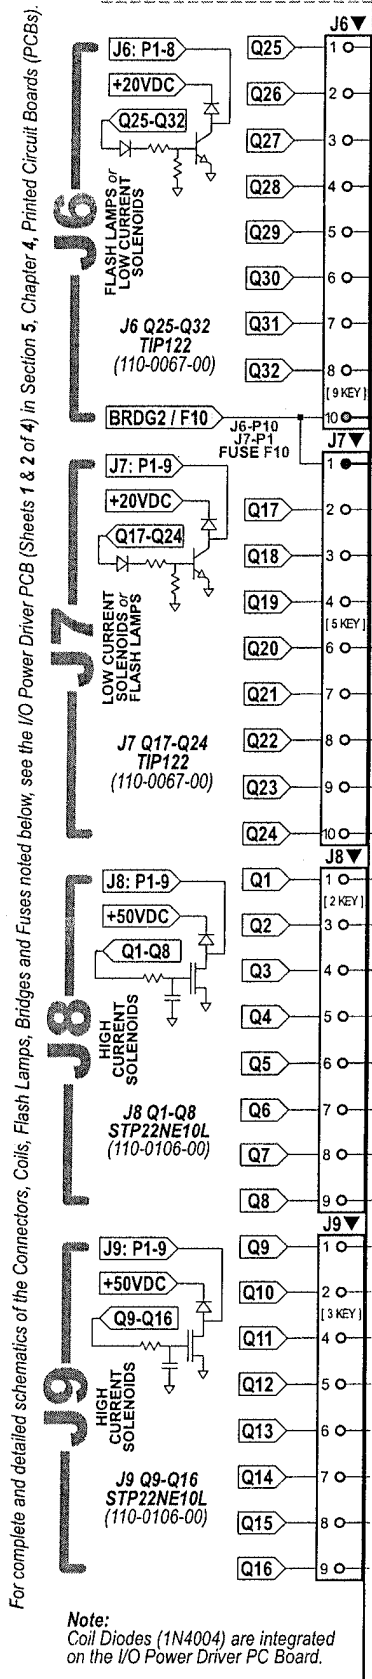 For complete and detailed schematics of the Connectors, Coils, Flash Lamps, Bridges and Fuses noted below, see the I/O Power Driver PCB (Sheets 1 & 2 of 4) in Section 5, Chapter 4, Printed Circuit Boards (PCBs).
J6
J6: P1-8
+20VDC
Q25-Q32
FLASH LAMPS or
LOW CURRENT
SOLENOIDS
J6 Q25-Q32
TIP122
(110-0067-00)
BRDG2 / F10
J6-P10
J7-P1
FUSE F10
J6▼
Q25 1
Q26 2
Q27 3
Q28 4
Q29 5
Q30 6
Q31 7
Q32 8
[ 9 KEY ]
10
J7
J7: P1-9
+20VDC
Q17-Q24
LOW CURRENT
SOLENOIDS or
FLASH LAMPS
J7 Q17-Q24
TIP122
(110-0067-00)
J7▼
1
Q17 2
Q18 3
Q19 4
[ 5 KEY ]
Q20 6
Q21 7
Q22 8
Q23 9
Q24 10
J8
J8: P1-9
+50VDC
Q1-Q8
HIGH
CURRENT
SOLENOIDS
J8 Q1-Q8
STP22NE10L
(110-0106-00)
J8▼
Q1 1
[ 2 KEY ]
Q2 3
Q3 4
Q4 5
Q5 6
Q6 7
Q7 8
Q8 9
J9
J9: P1-9
+50VDC
Q9-Q16
HIGH
CURRENT
SOLENOIDS
J9 Q9-Q16
STP22NE10L
(110-0106-00)
J9▼
Q9 1
Q10 2
[ 3 KEY ]
Q11 4
Q12 5
Q13 6
Q14 7
Q15 8
Q16 9
Note:
Coil Diodes (1N4004) are integrated
on the I/O Power Driver PC Board.